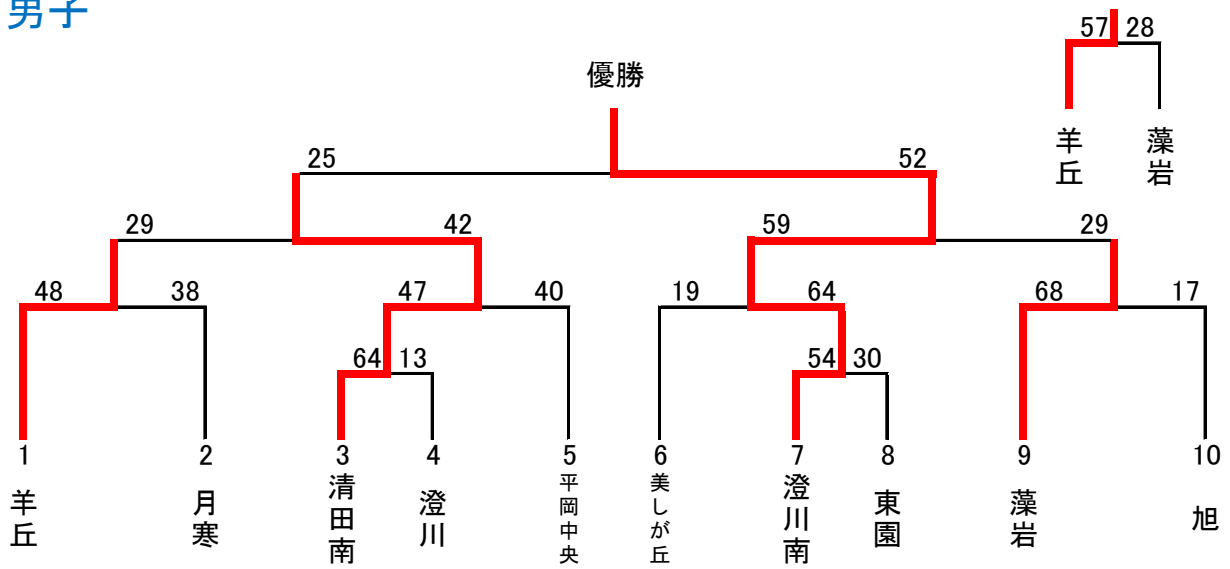 男子
57 28
優勝
羊丘
藻岩
25 52
29 42 59 29
48 38 47 40 19 64 68 17
64 13 54 30
1 2 3 4 5 6 7 8 9 10
羊丘
月寒
清田南
澄川
平岡中央
美しが丘
澄川南
東園
藻岩
旭